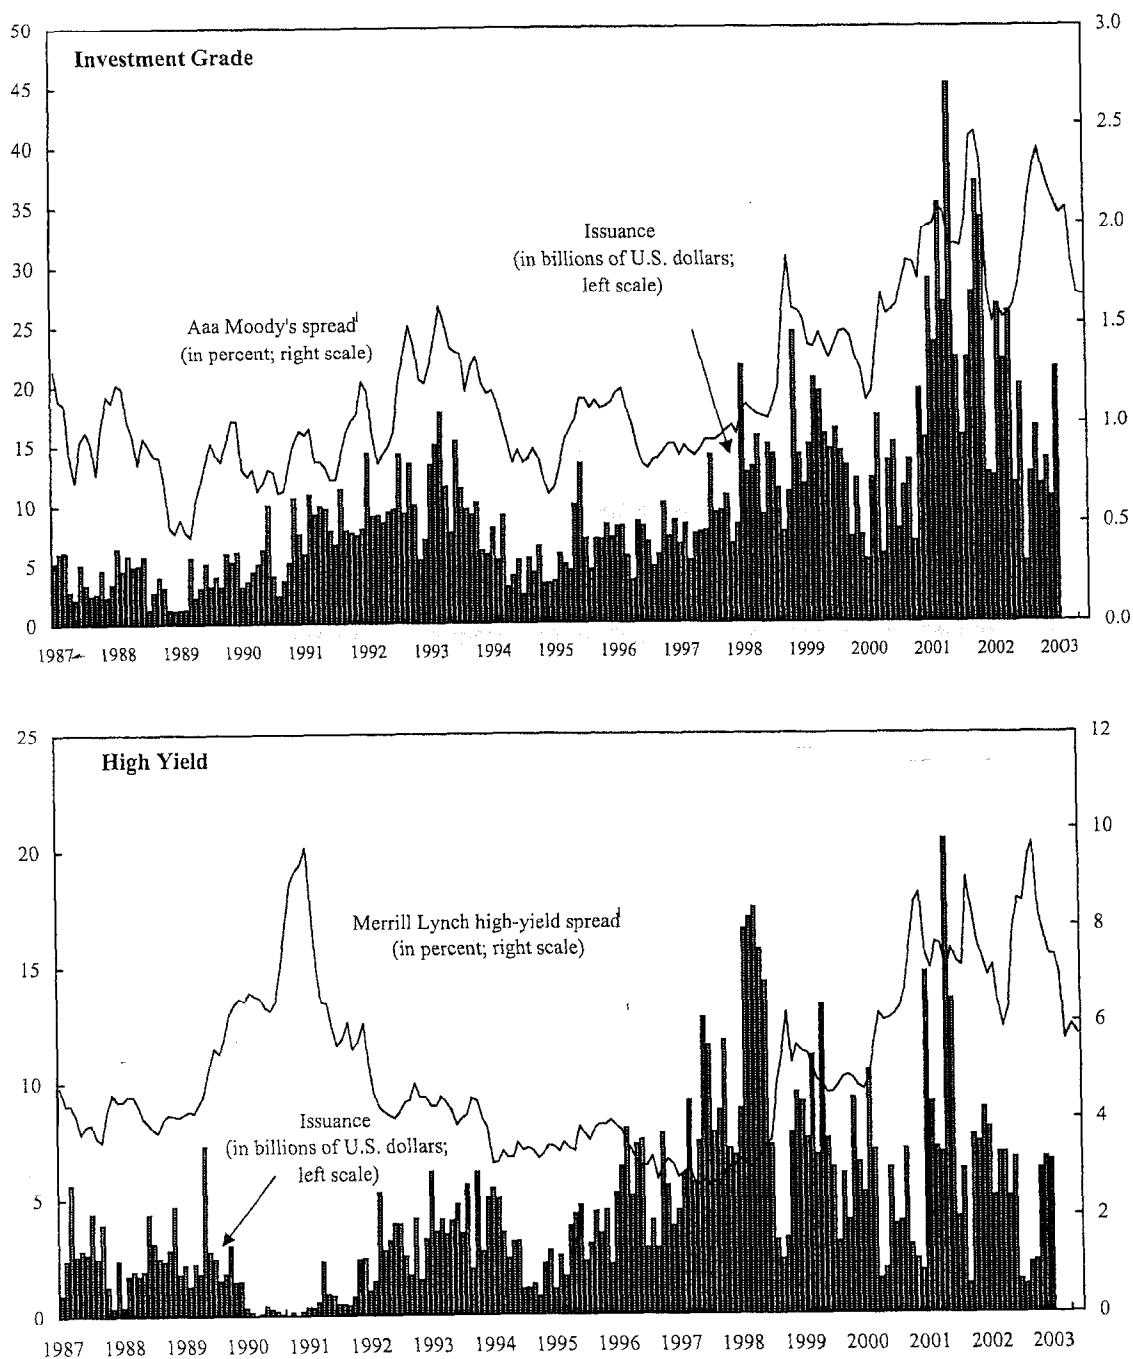 Investment Grade
50
45
40
35
30
25
20
15
10
5
0
3.0
2.5
2.0
1.5
1.0
0.5
0.0
Issuance
(in billions of U.S. dollars;
left scale)
Aaa Moody's spread1
(in percent; right scale)
1987 1988 1989 1990 1991 1992 1993 1994 1995 1996 1997 1998 1999 2000 2001 2002 2003
High Yield
25
20
15
10
5
0
12
10
8
6
4
2
0
Merrill Lynch high-yield spread1
(in percent; right scale)
Issuance
(in billions of U.S. dollars;
left scale)
1987 1988 1989 1990 1991 1992 1993 1994 1995 1996 1997 1998 1999 2000 2001 2002 2003